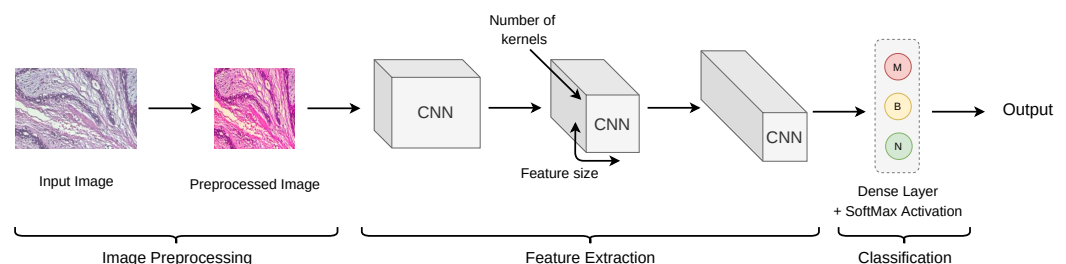 Number of
kernels
CNN
CNN
CNN
M
B
N
Output
Input Image
Preprocessed Image
Feature size
Dense Layer
+ SoftMax Activation
Image Preprocessing
Feature Extraction
Classification